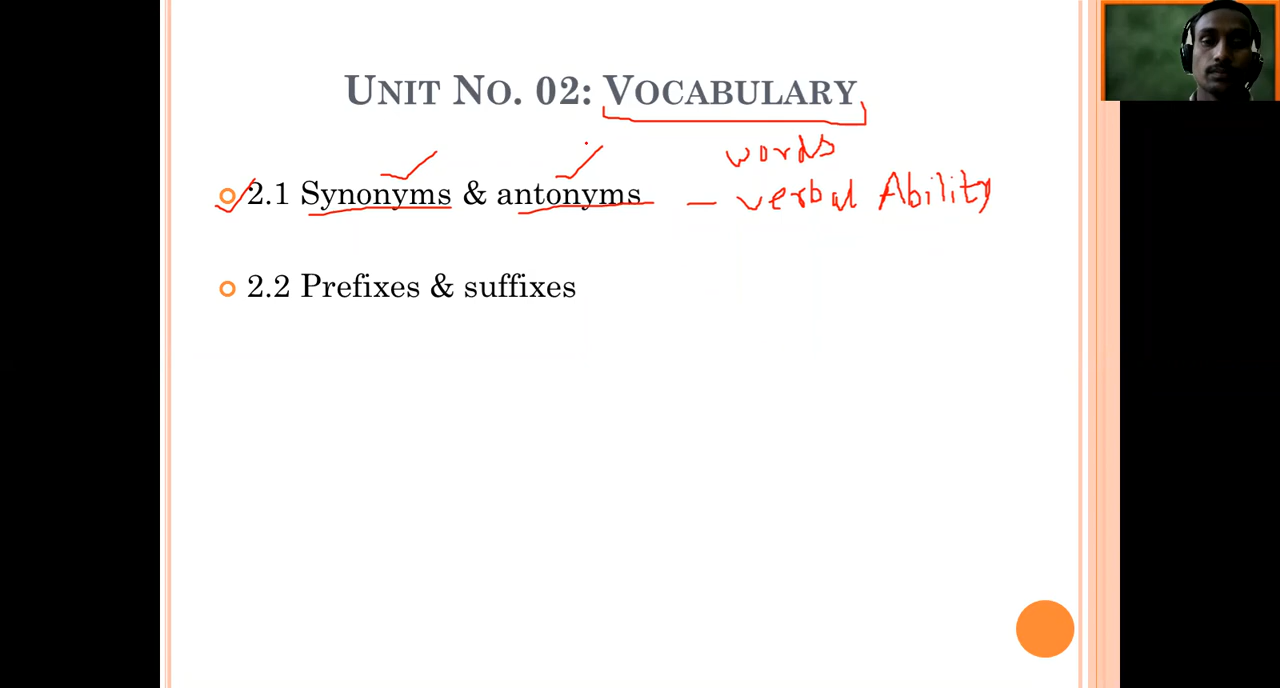 UNIT NO. 02: VOCABULARY
words
2.1 Synonyms & antonyms – verbal Ability
2.2 Prefixes & suffixes